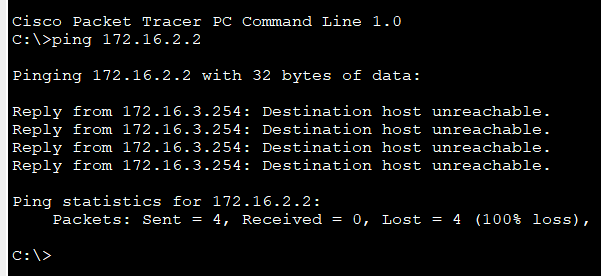 Cisco Packet Tracer PC Command Line 1.0
C:\>ping 172.16.2.2
Pinging 172.16.2.2 with 32 bytes of data:
Reply from 172.16.3.254: Destination host unreachable.
Reply from 172.16.3.254: Destination host unreachable.
Reply from 172.16.3.254: Destination host unreachable.
Reply from 172.16.3.254: Destination host unreachable.
Ping statistics for 172.16.2.2:
    Packets: Sent = 4, Received = 0, Lost = 4 (100% loss),
C:\>